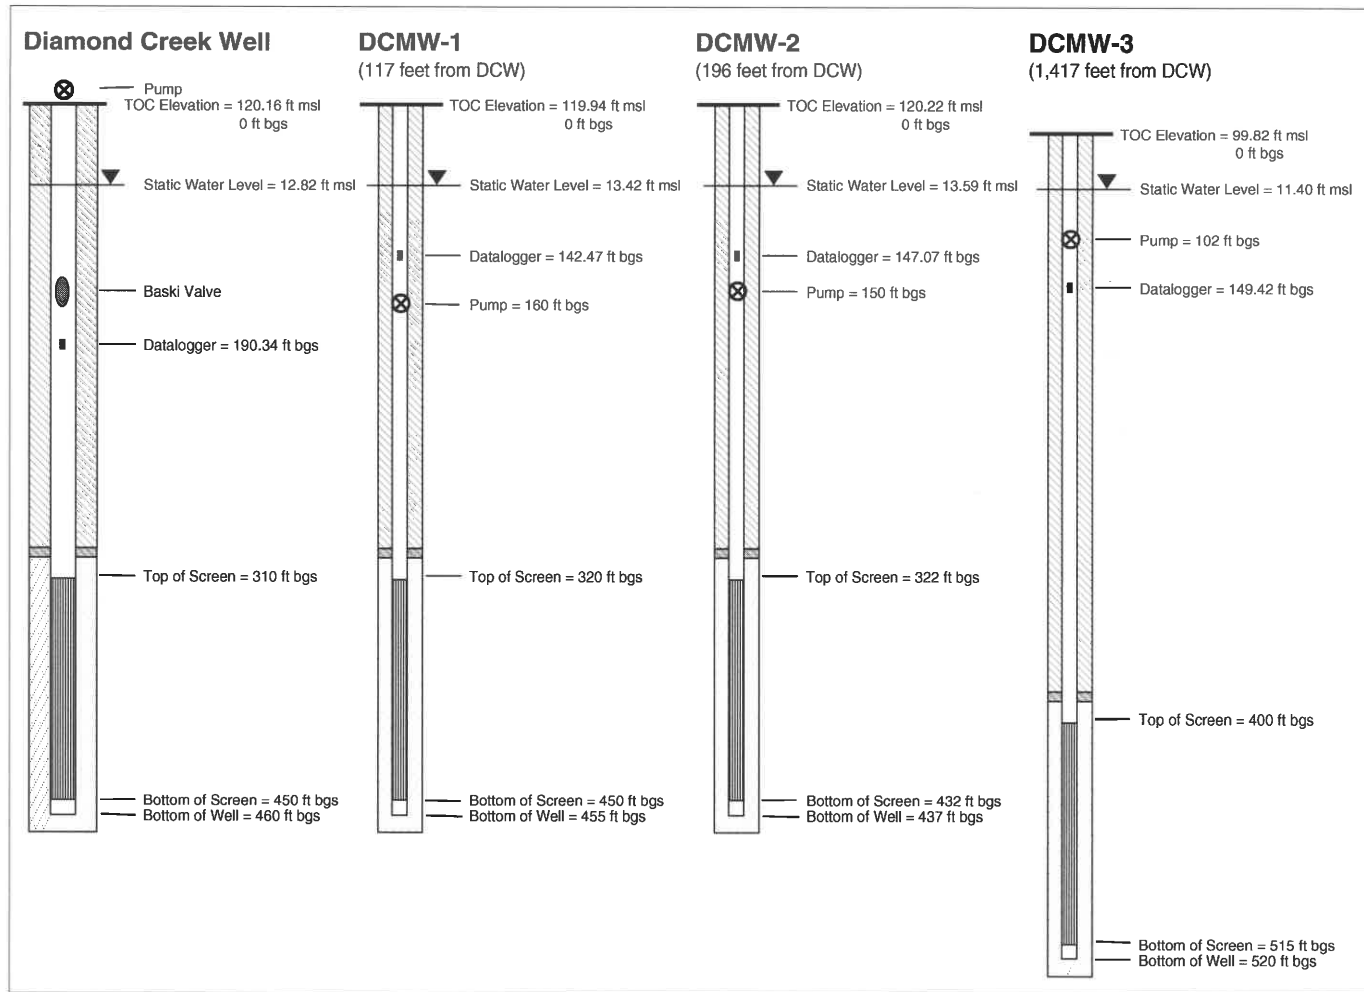 Diamond Creek Well
Pump
TOC Elevation = 120.16 ft msl
0 ft bgs
Static Water Level = 12.82 ft msl
Baski Valve
Datalogger = 190.34 ft bgs
Top of Screen = 310 ft bgs
Bottom of Screen = 450 ft bgs
Bottom of Well = 460 ft bgs
DCMW-1
(117 feet from DCW)
TOC Elevation = 119.94 ft msl
0 ft bgs
Static Water Level = 13.42 ft msl
Datalogger = 142.47 ft bgs
Pump = 160 ft bgs
Top of Screen = 320 ft bgs
Bottom of Screen = 450 ft bgs
Bottom of Well = 455 ft bgs
DCMW-2
(196 feet from DCW)
TOC Elevation = 120.22 ft msl
0 ft bgs
Static Water Level = 13.59 ft msl
Datalogger = 147.07 ft bgs
Pump = 150 ft bgs
Top of Screen = 322 ft bgs
Bottom of Screen = 432 ft bgs
Bottom of Well = 437 ft bgs
DCMW-3
(1,417 feet from DCW)
TOC Elevation = 99.82 ft msl
0 ft bgs
Static Water Level = 11.40 ft msl
Pump = 102 ft bgs
Datalogger = 149.42 ft bgs
Top of Screen = 400 ft bgs
Bottom of Screen = 515 ft bgs
Bottom of Well = 520 ft bgs